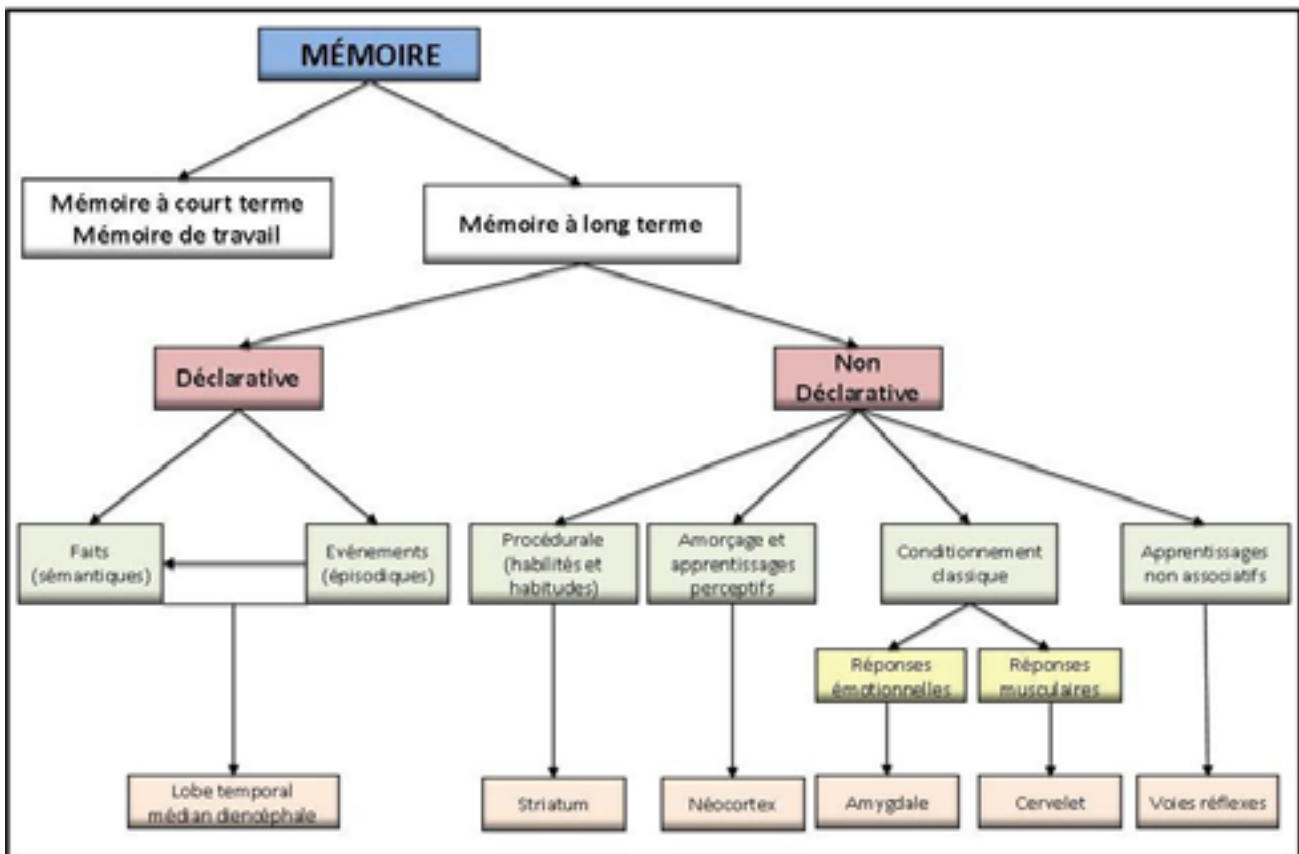 MÉMOIRE
Mémoire à court terme
Mémoire de travail
Mémoire à long terme
Déclarative
Non
Déclarative
Faits
(sémantiques)
Evénements
(épisodiques)
Procédurale
(habilités et
habitudes)
Amorçage et
apprentissages
perceptifs
Conditionnement
classique
Apprentissages
non associatifs
Réponses
émotionnelles
Réponses
musculaires
Lobe temporal
médian diencéphale
Striatum
Néocortex
Amygdale
Cervelet
Voies réflexes